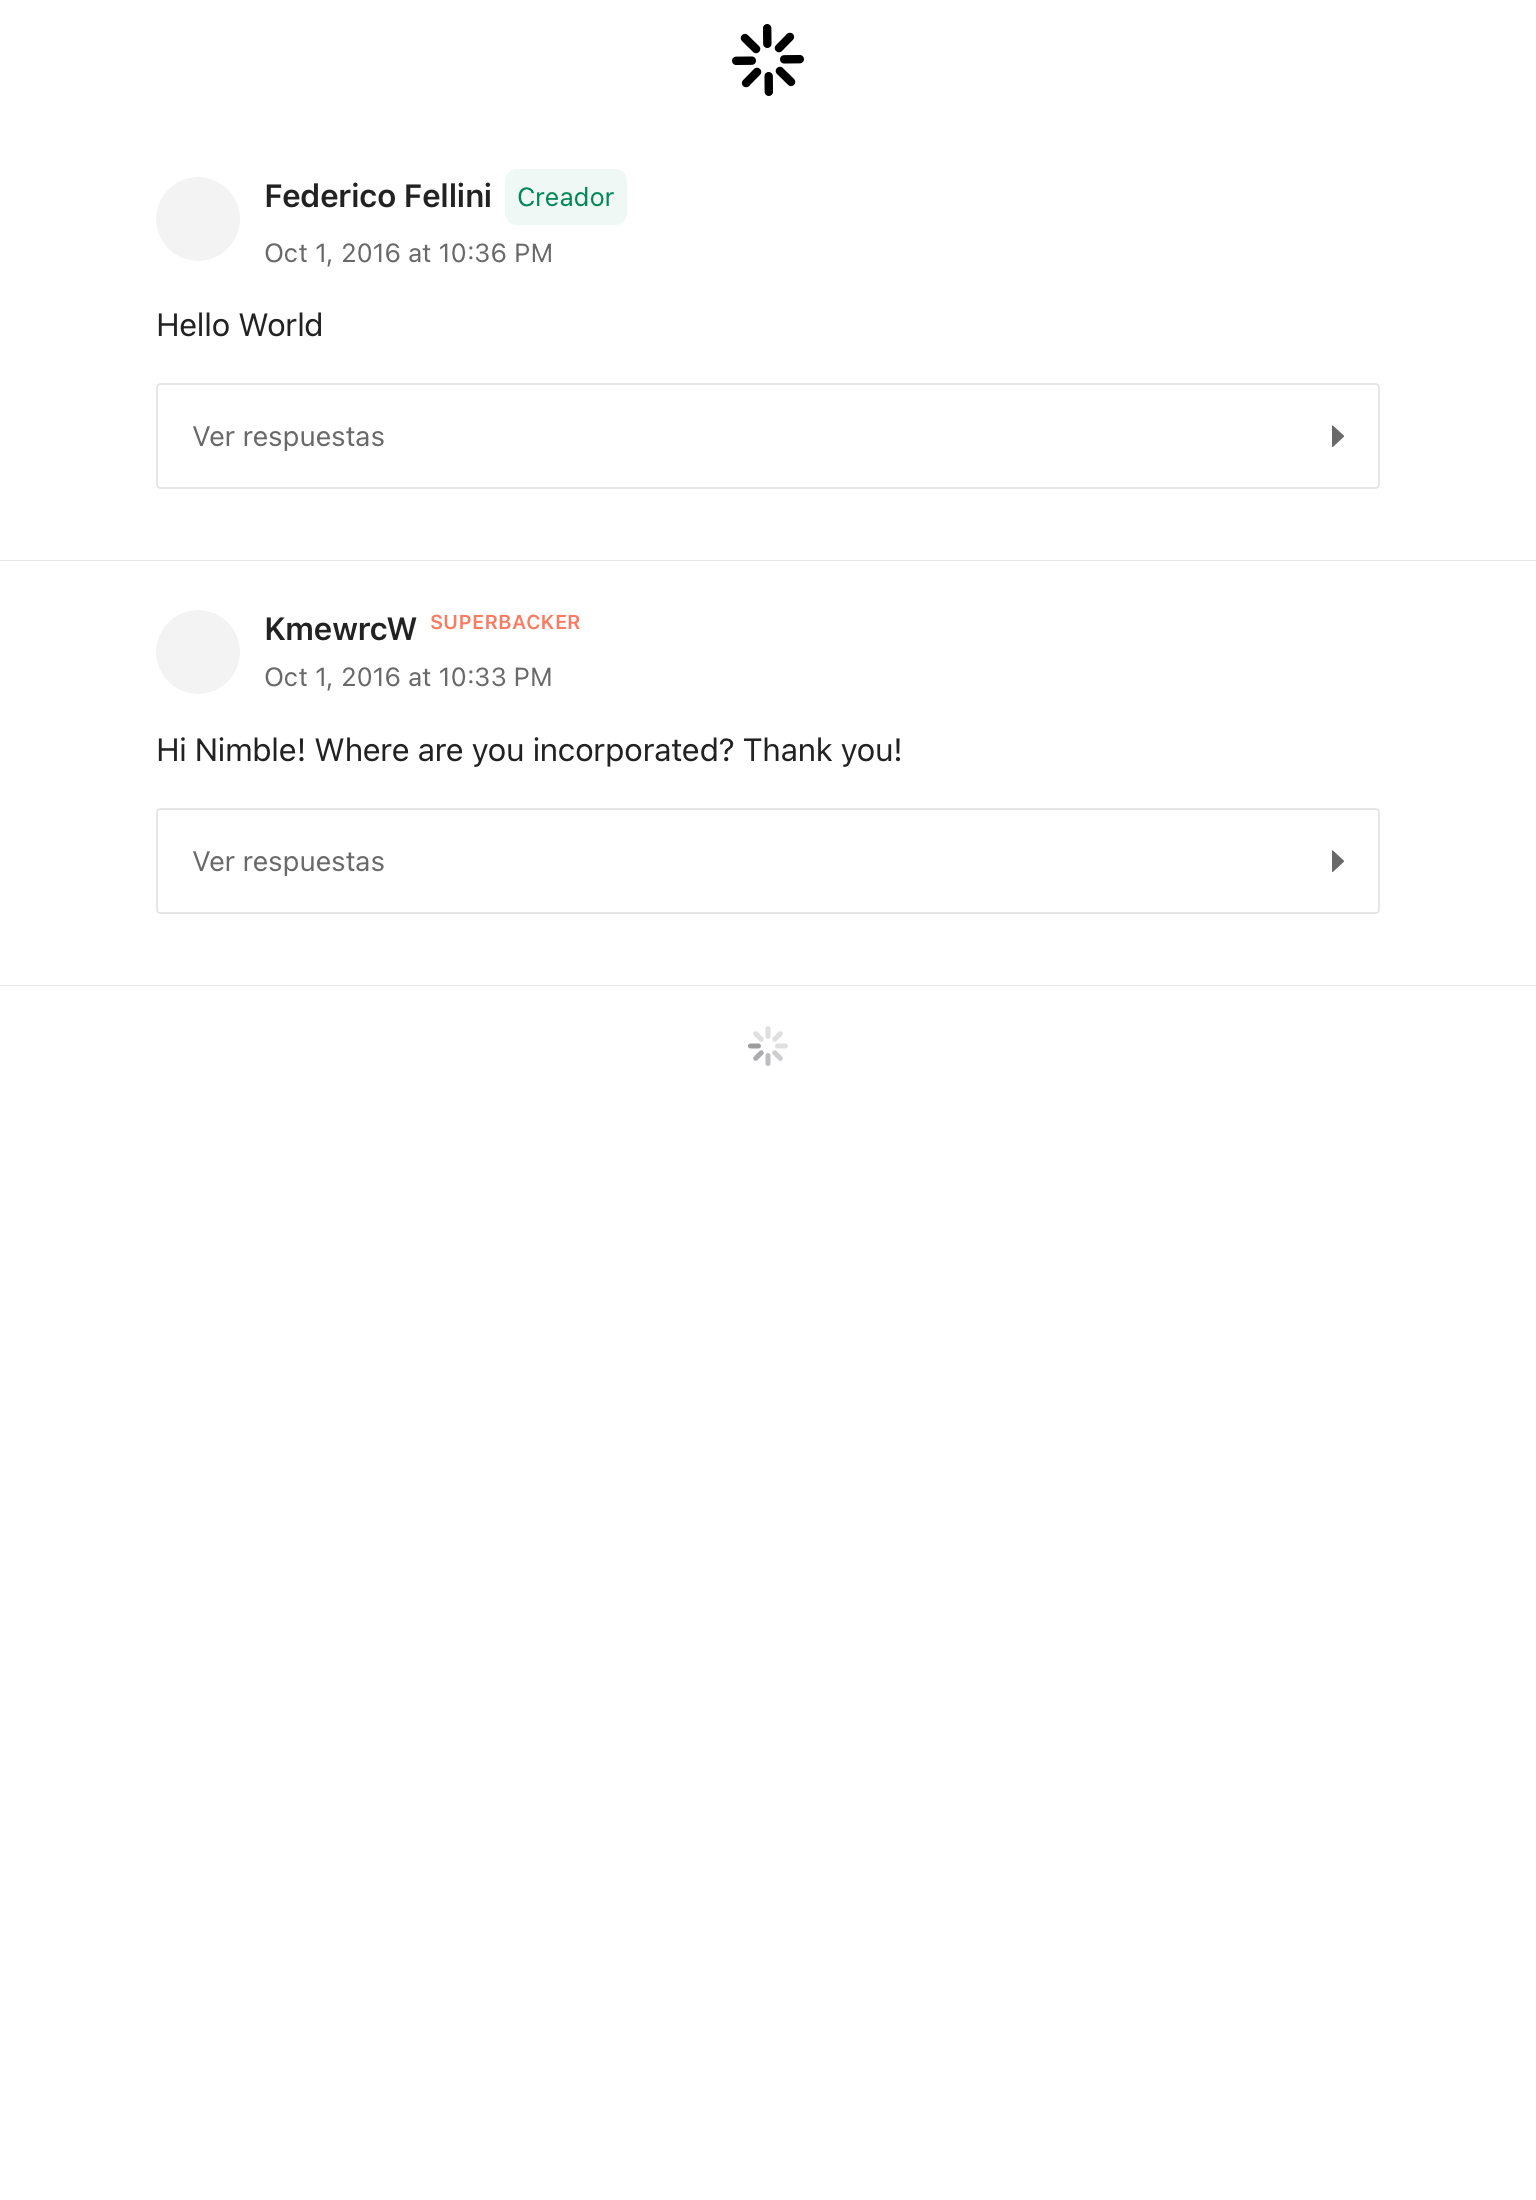 Federico Fellini Creador
Oct 1, 2016 at 10:36 PM
Hello World
Ver respuestas
KmewrcW SUPERBACKER
Oct 1, 2016 at 10:33 PM
Hi Nimble! Where are you incorporated? Thank you!
Ver respuestas